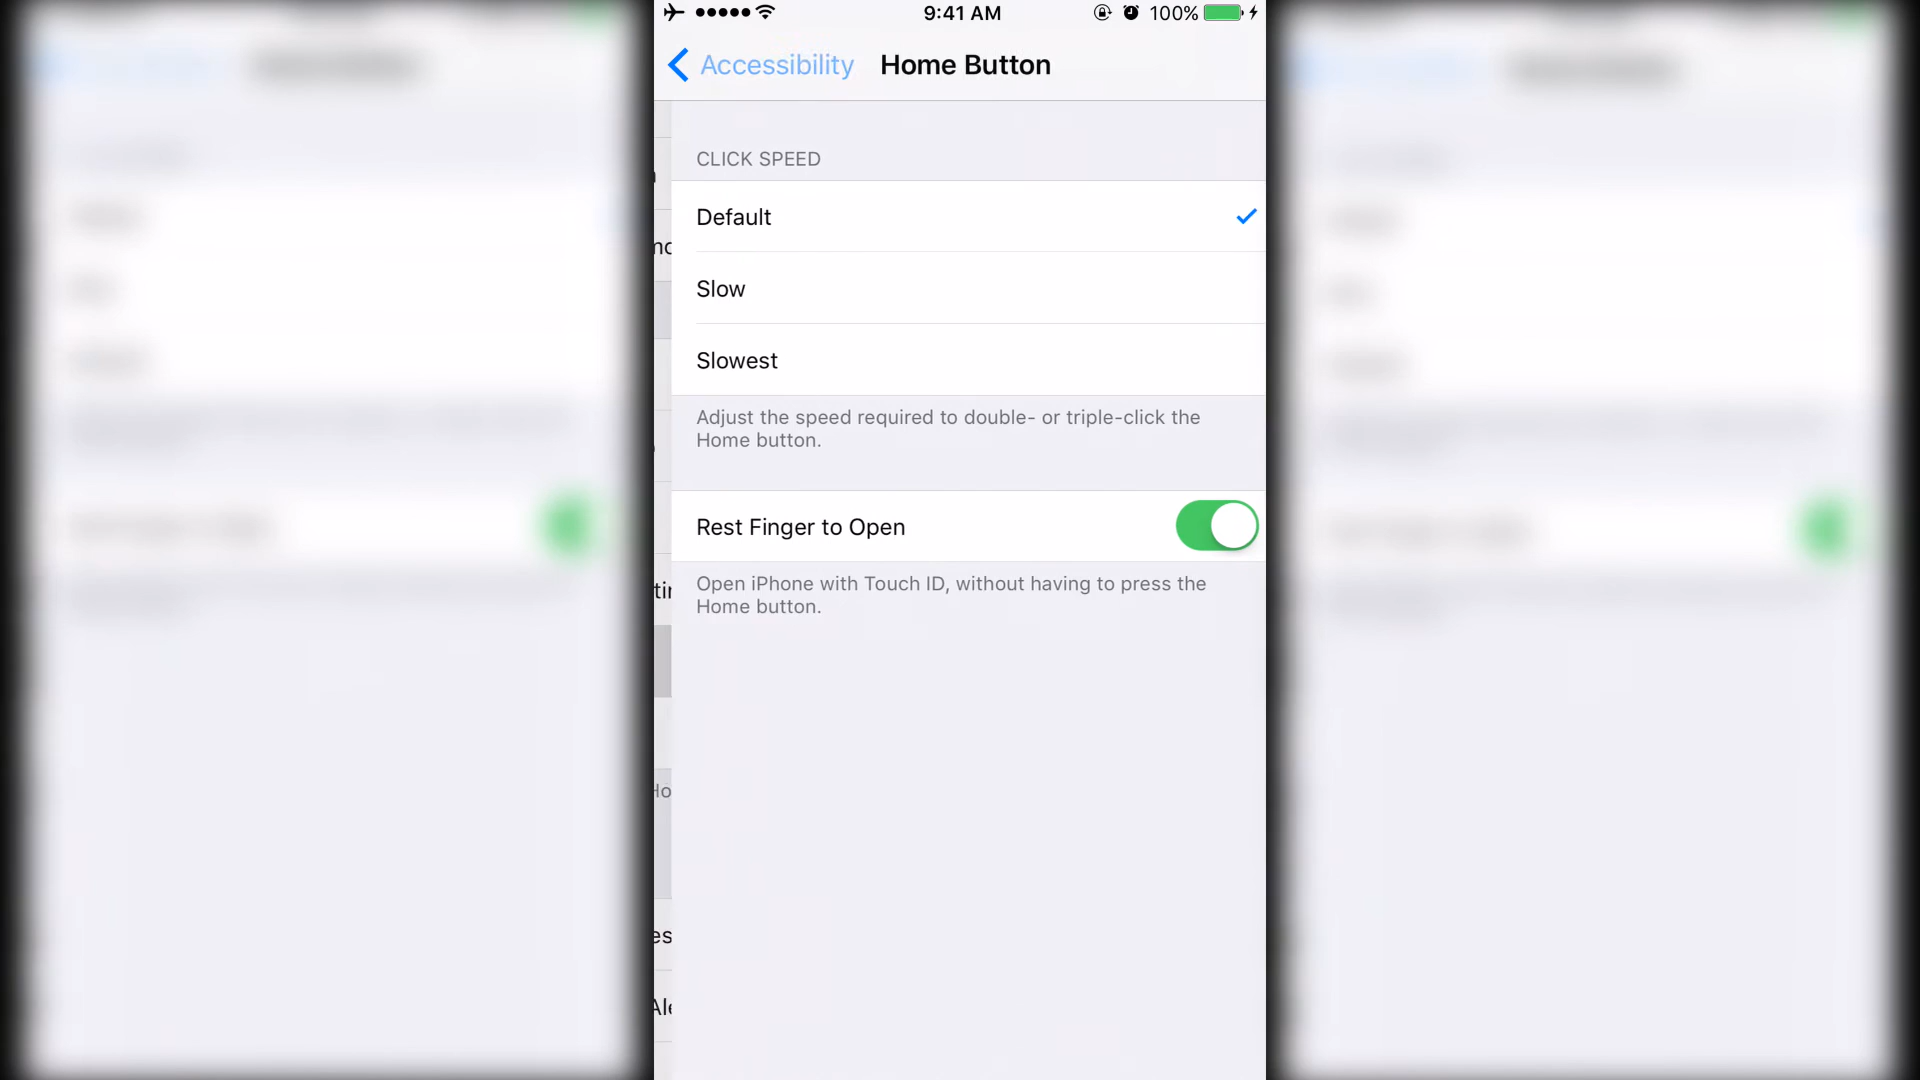 9:41 AM 100%
Accessibility Home Button
CLICK SPEED
Default
Slow
Slowest
Adjust the speed required to double- or triple-click the
Home button.
Rest Finger to Open
Open iPhone with Touch ID, without having to press the
Home button.